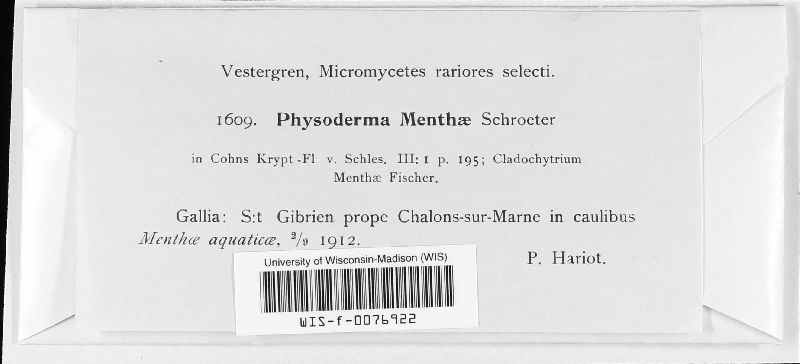 Vestergren, Micromycetes rariores selecti.
1609. Physoderma Menthæ Schroeter
in Cohns Krypt-Fl v. Schles. III: 1 p. 195; Cladochytrium
Menthæ Fischer.
Gallia: S:t Gibrien prope Chalons-sur-Marne in caulibus
Menthæ aquaticæ, 2/9 1912.
P. Hariot.
University of Wisconsin-Madison (WIS)
WIS-f-0076922